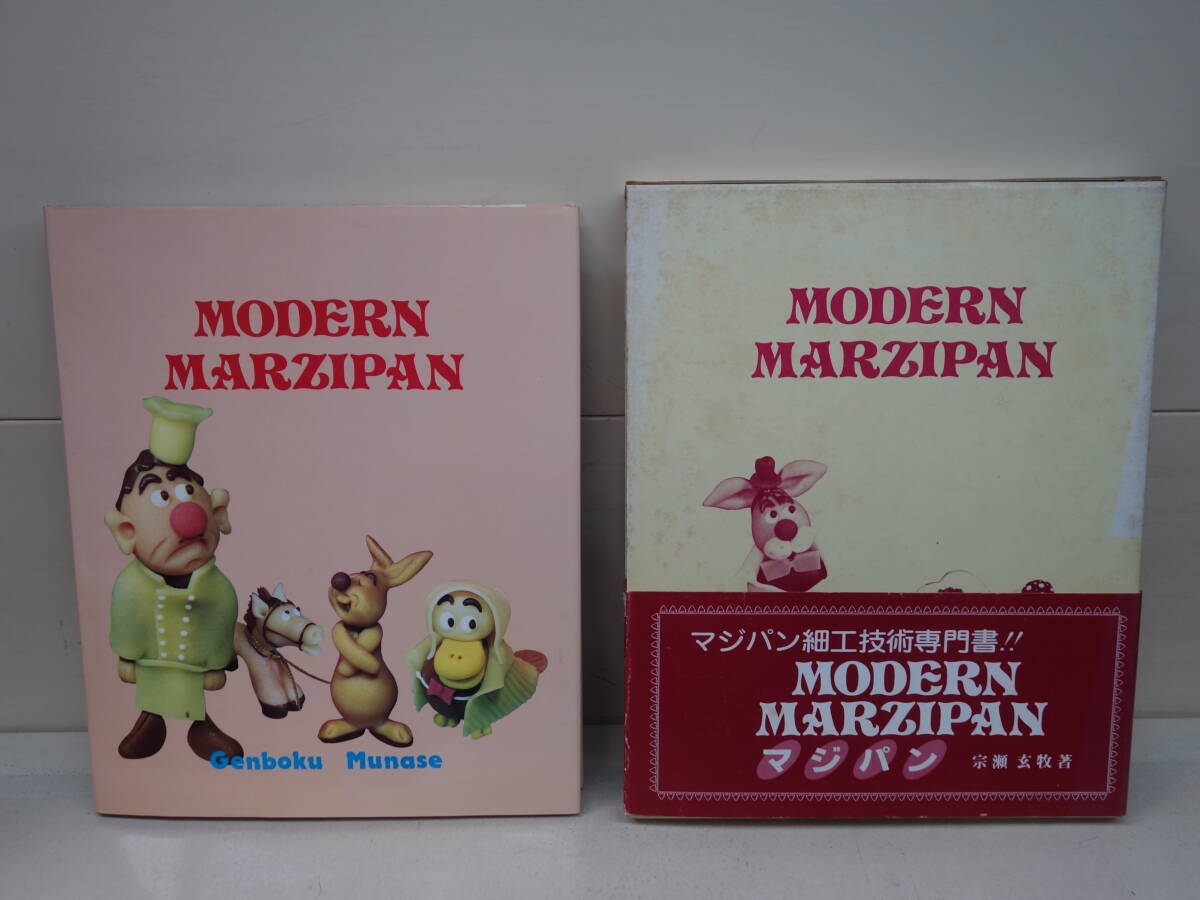 MODERN
MARZIPAN
Genboku Munase
MODERN
MARZIPAN
マジパン細工技術専門書!!
MODERN
MARZIPAN
マジパン 宗瀬 玄牧著